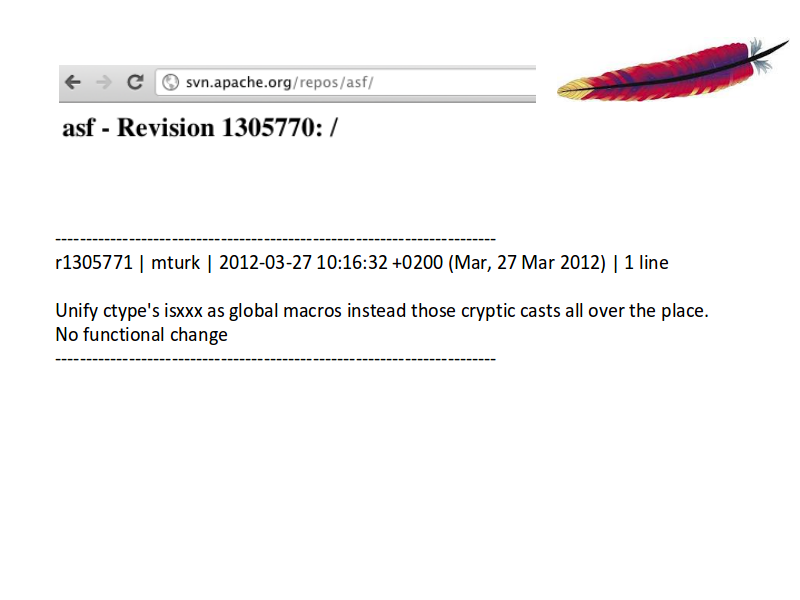 svn.apache.org/repos/asf/
asf - Revision 1305770: /
------------------------------------------------------------------------
r1305771 | mturk | 2012-03-27 10:16:32 +0200 (Mar, 27 Mar 2012) | 1 line
Unify ctype's isxxx as global macros instead those cryptic casts all over the place.
No functional change
------------------------------------------------------------------------